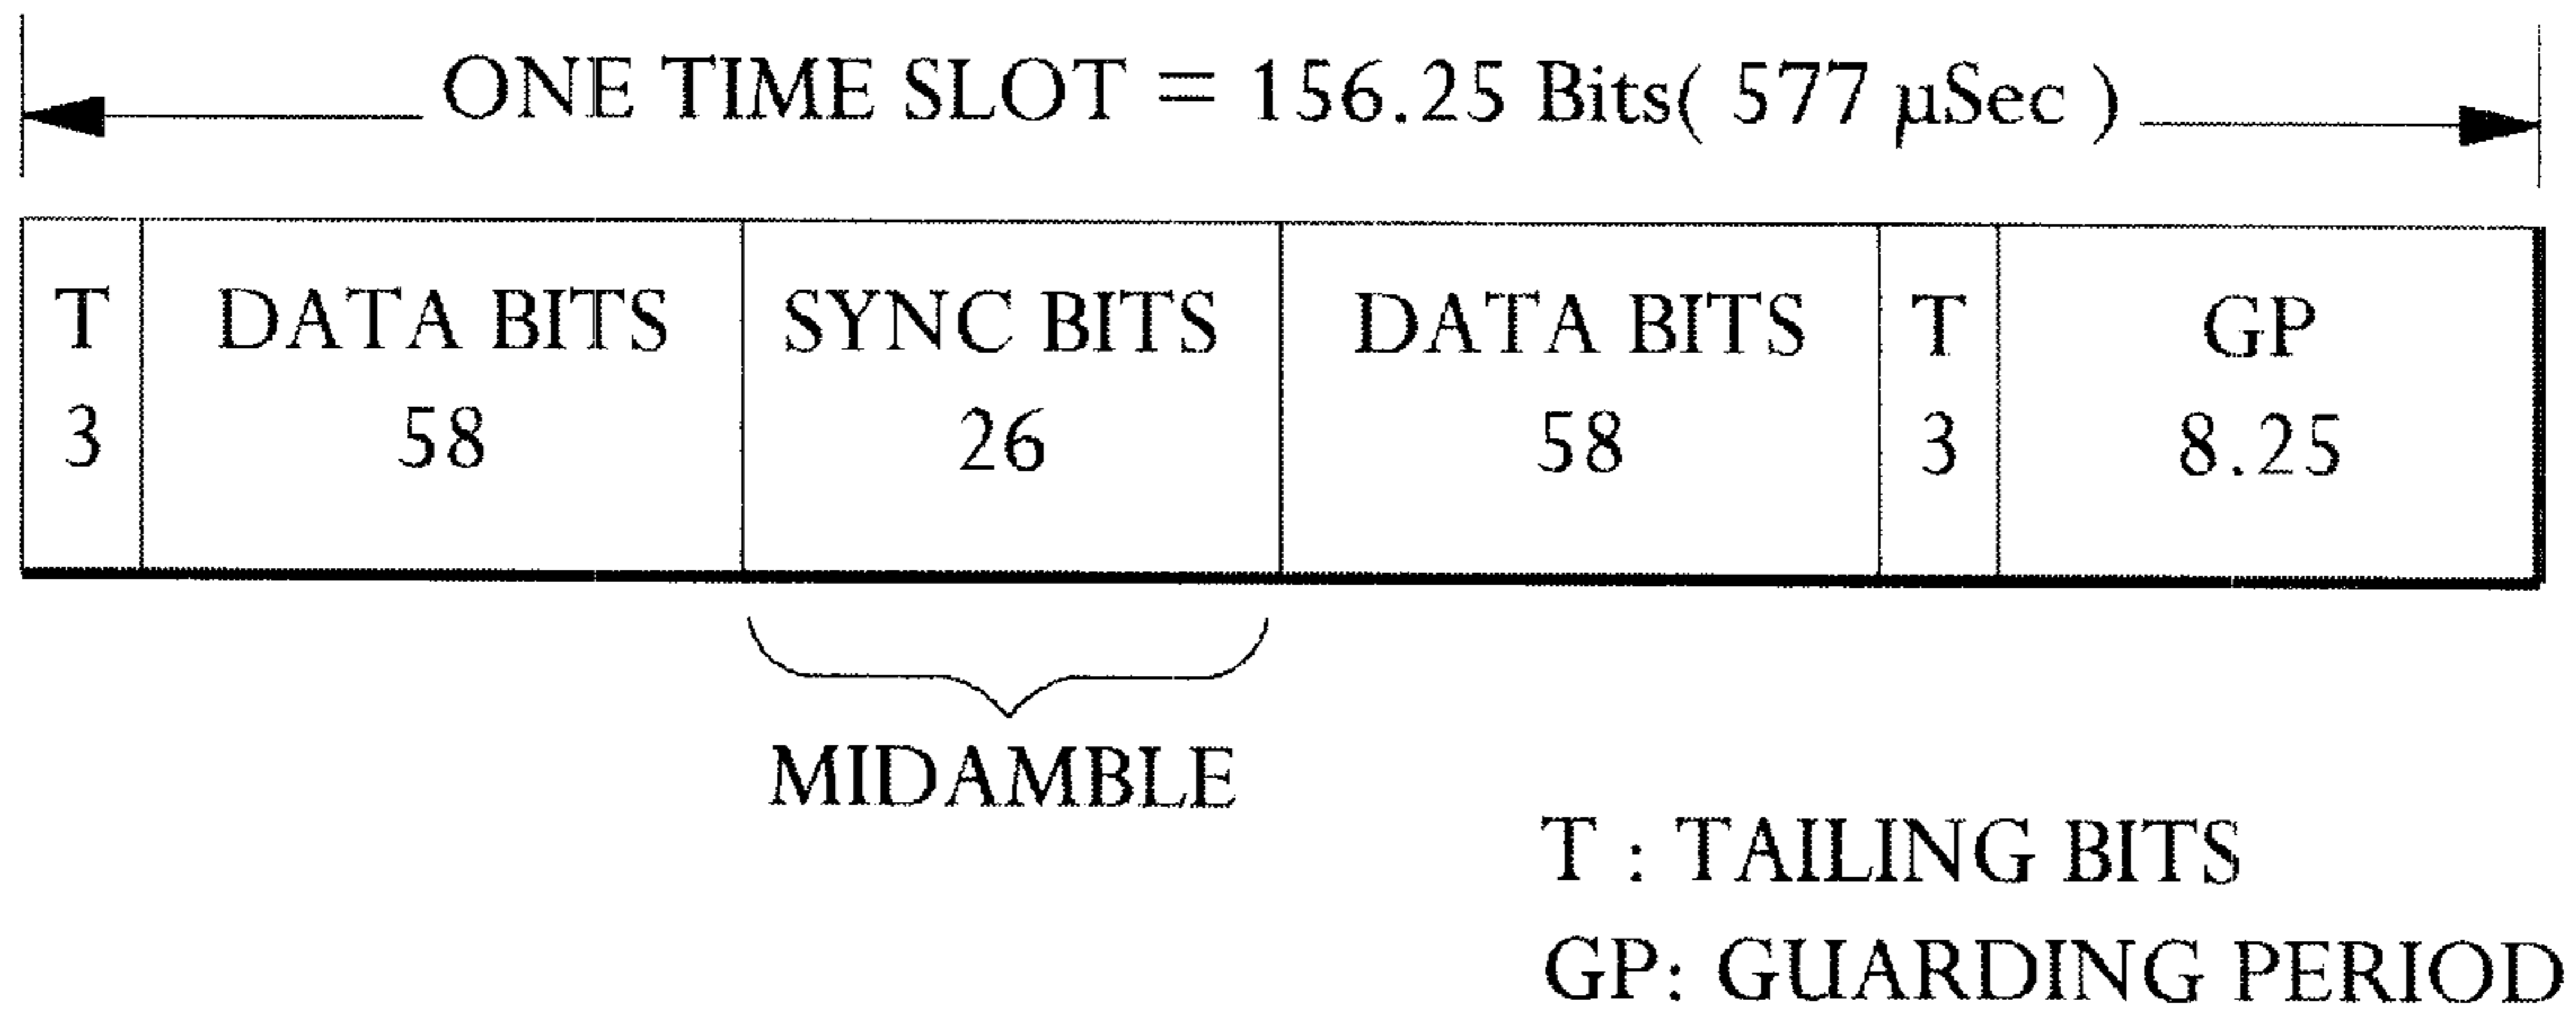 ONE TIME SLOT = 156.25 Bits( 577 µSec )
T DATA BITS SYNC BITS DATA BITS T GP
3 58 26 58 3 8.25
MIDAMBLE
T : TAILING BITS
GP: GUARDING PERIOD